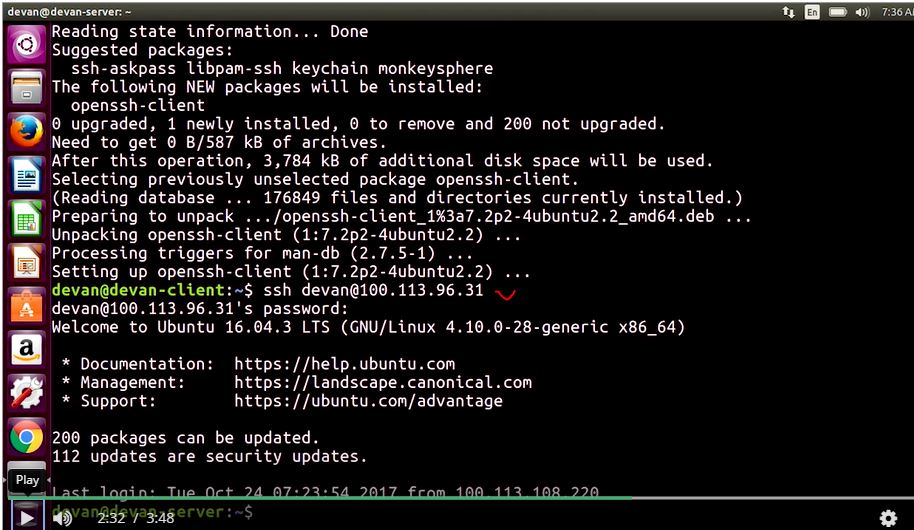 devan@devan-server: ~
En
7:36 AM
Reading state information... Done
Suggested packages:
ssh-askpass libpam-ssh keychain monkeysphere
The following NEW packages will be installed:
openssh-client
0 upgraded, 1 newly installed, 0 to remove and 200 not upgraded.
Need to get 0 B/587 kB of archives.
After this operation, 3,784 kB of additional disk space will be used.
Selecting previously unselected package openssh-client.
(Reading database ... 176849 files and directories currently installed.)
Preparing to unpack .../openssh-client_1%3a7.2p2-4ubuntu2.2_amd64.deb ...
Unpacking openssh-client (1:7.2p2-4ubuntu2.2) ...
Processing triggers for man-db (2.7.5-1) ...
Setting up openssh-client (1:7.2p2-4ubuntu2.2) ...
devan@devan-client:~$ ssh devan@100.113.96.31
devan@100.113.96.31's password:
Welcome to Ubuntu 16.04.3 LTS (GNU/Linux 4.10.0-28-generic x86_64)
* Documentation: https://help.ubuntu.com
* Management: https://landscape.canonical.com
* Support: https://ubuntu.com/advantage
200 packages can be updated.
112 updates are security updates.
Play
Last login: Tue Oct 24 07:23:54 2017 from 100.113.108.220
devan@devan-server:~$
2:32 / 3:48